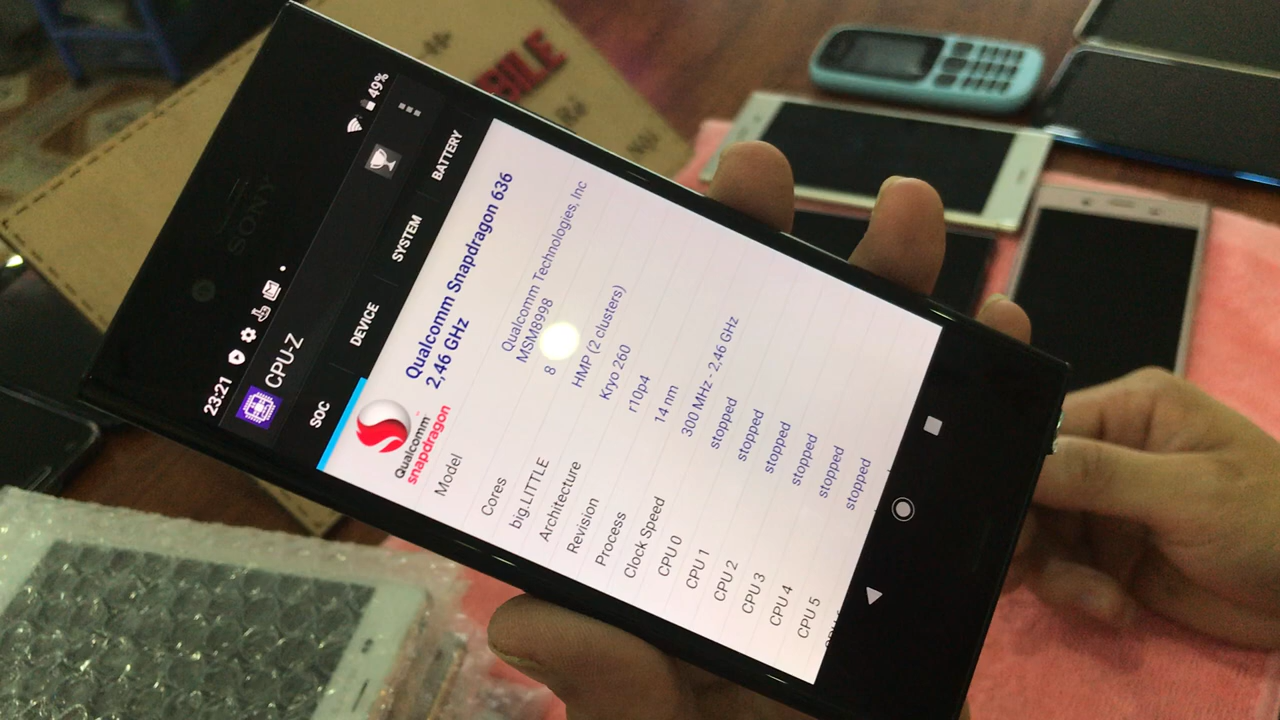 23:21
49%
CPU-Z
SOC
DEVICE
SYSTEM
BATTERY
Qualcomm
snapdragon
Qualcomm Snapdragon 636
2,46 GHz
Model
Qualcomm Technologies, Inc
MSM8998
Cores 8
big.LITTLE HMP (2 clusters)
Architecture Kryo 260
Revision r10p4
Process 14 nm
Clock Speed 300 MHz - 2,46 GHz
CPU 0 stopped
CPU 1 stopped
CPU 2 stopped
CPU 3 stopped
CPU 4 stopped
CPU 5 stopped
SONY